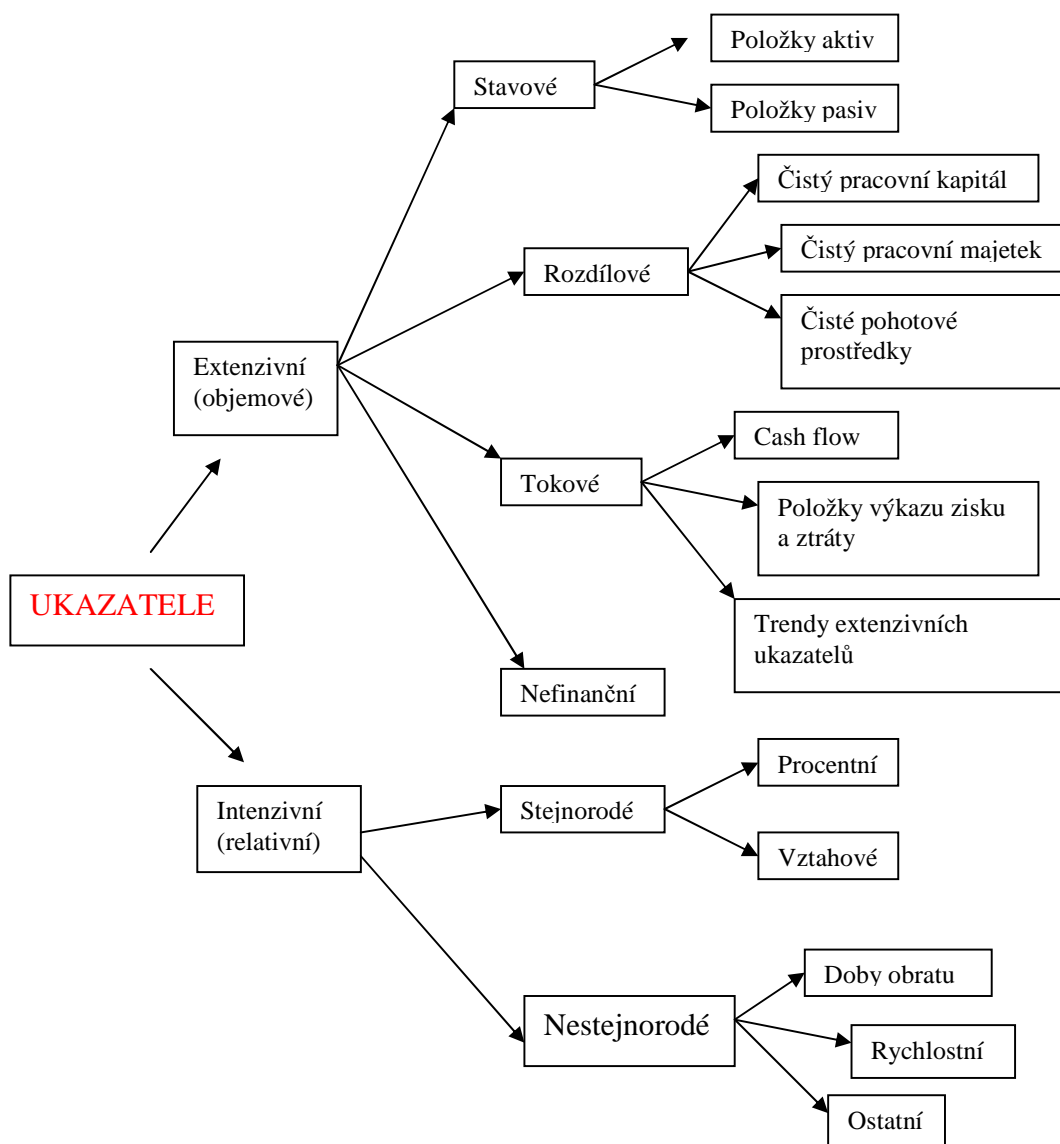 Položky aktiv
Stavové
Položky pasiv
Čistý pracovní kapitál
Čistý pracovní majetek
Rozdílové
Čisté pohotové
prostředky
Extenzivní
(objemové)
Cash flow
Tokové
Položky výkazu zisku
a ztráty
UKAZATELE
Trendy extenzivních
ukazatelů
Nefinanční
Procentní
Intenzivní
(relativní)
Stejnorodé
Vztahové
Doby obratu
Nestejnorodé
Rychlostní
Ostatní